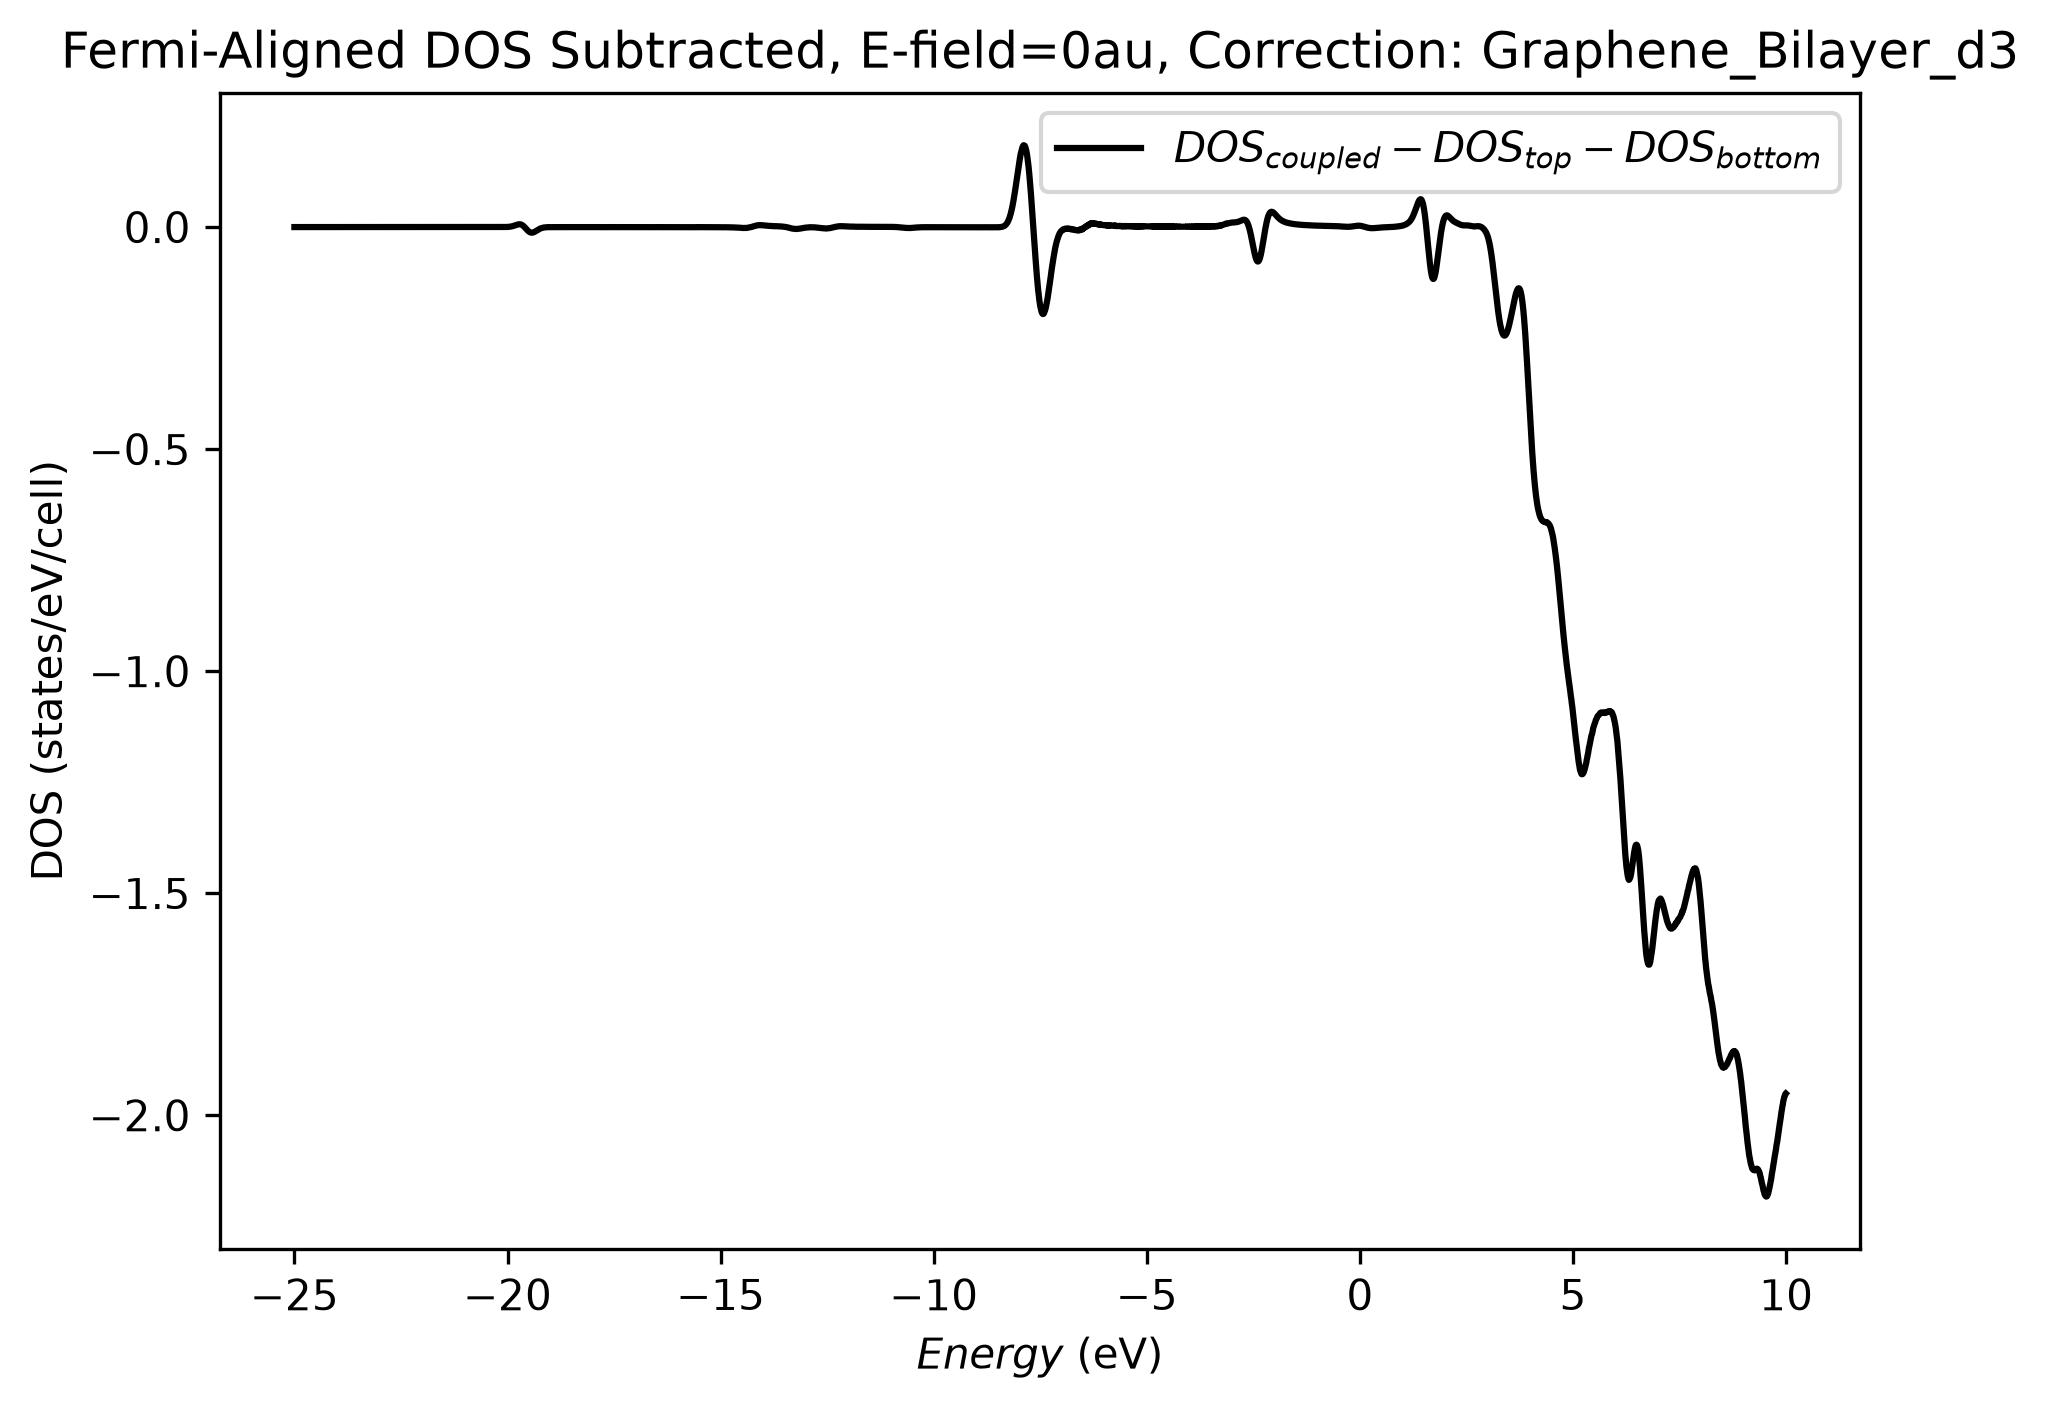 Fermi-Aligned DOS Subtracted, E-field=0au, Correction: Graphene_Bilayer_d3
DOS_coupled − DOS_top − DOS_bottom
DOS (states/eV/cell)
0.0
−0.5
−1.0
−1.5
−2.0
−25 −20 −15 −10 −5 0 5 10
Energy (eV)